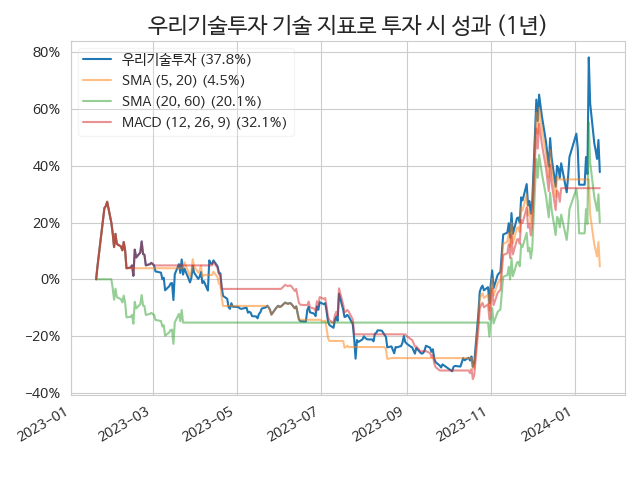 우리기술투자 기술 지표로 투자 시 성과 (1년)
80%
60%
40%
20%
0%
−20%
−40%
우리기술투자 (37.8%)
SMA (5, 20) (4.5%)
SMA (20, 60) (20.1%)
MACD (12, 26, 9) (32.1%)
2023−01
2023−03
2023−05
2023−07
2023−09
2023−11
2024−01